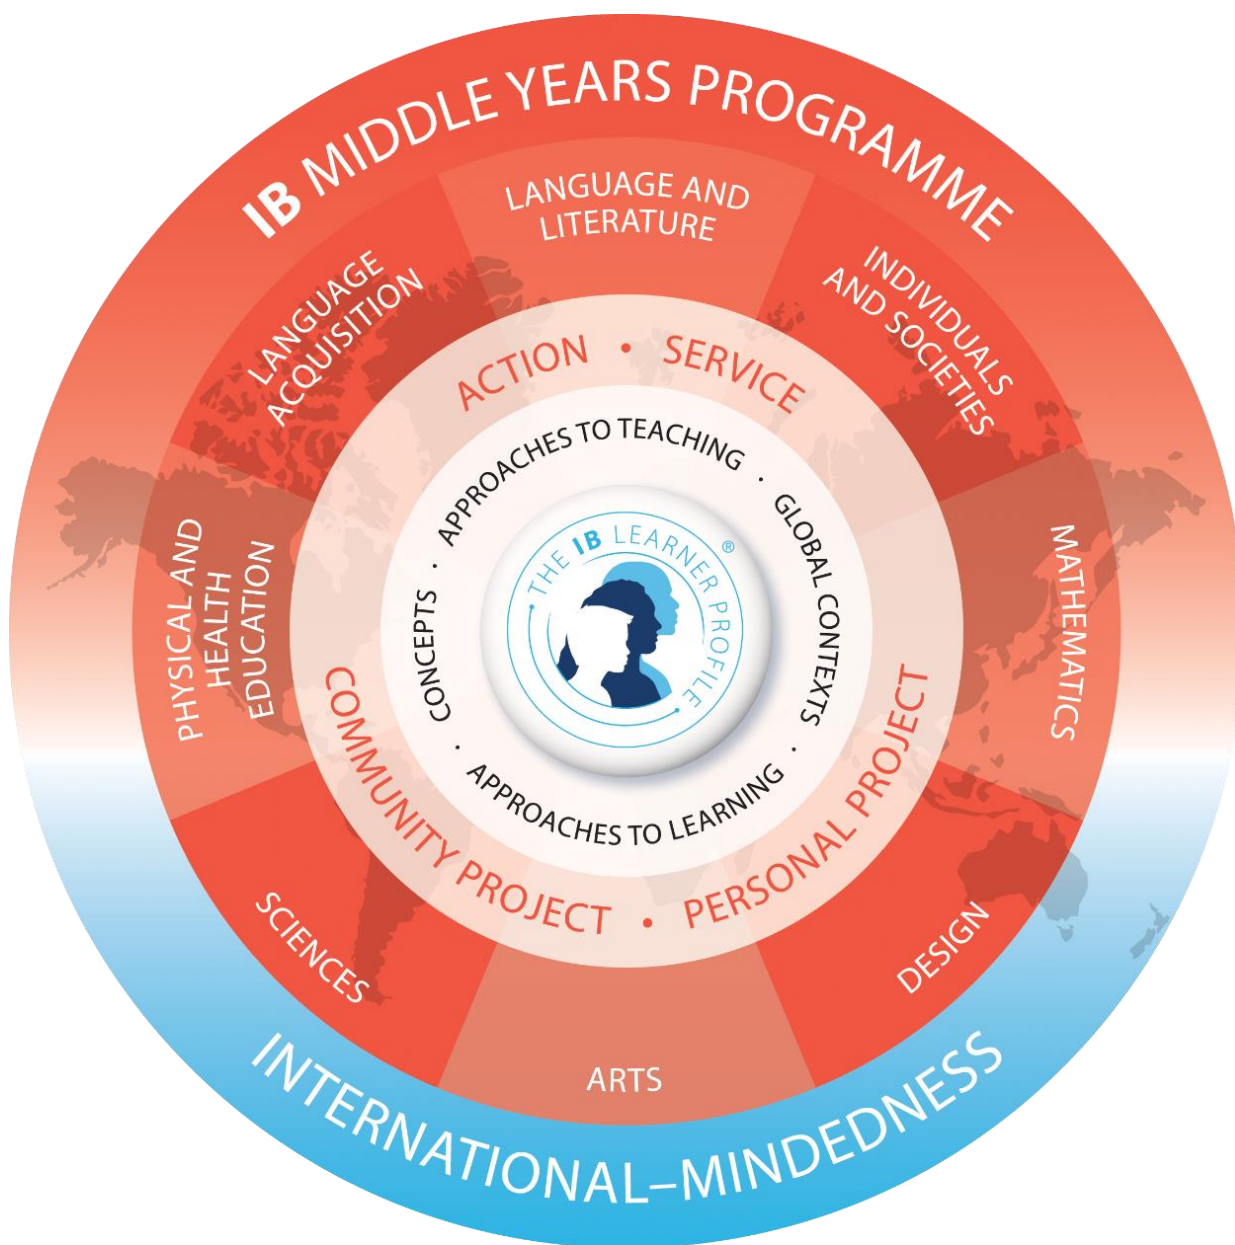 IB MIDDLE YEARS PROGRAMME
LANGUAGE AND
LITERATURE
INDIVIDUALS
AND SOCIETIES
MATHEMATICS
DESIGN
ARTS
SCIENCES
PHYSICAL AND
HEALTH
EDUCATION
LANGUAGE
ACQUISITION
ACTION • SERVICE
PERSONAL PROJECT
•
COMMUNITY PROJECT
APPROACHES TO TEACHING ·
GLOBAL CONTEXTS ·
APPROACHES TO LEARNING ·
CONCEPTS ·
· THE IB LEARNER PROFILE ·
®
INTERNATIONAL–MINDEDNESS